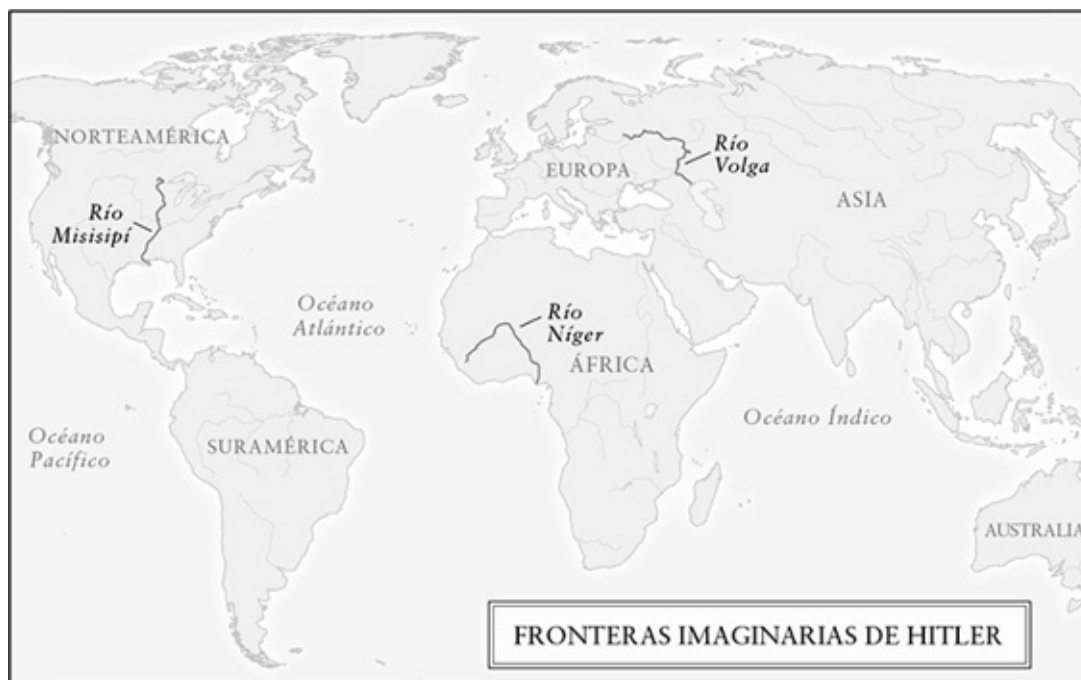 NORTEAMÉRICA
Río
Misisipí
Océano
Atlántico
Océano
Pacífico
SURAMÉRICA
EUROPA
Río
Volga
ASIA
Río
Níger
ÁFRICA
Océano Índico
AUSTRALIA
FRONTERAS IMAGINARIAS DE HITLER